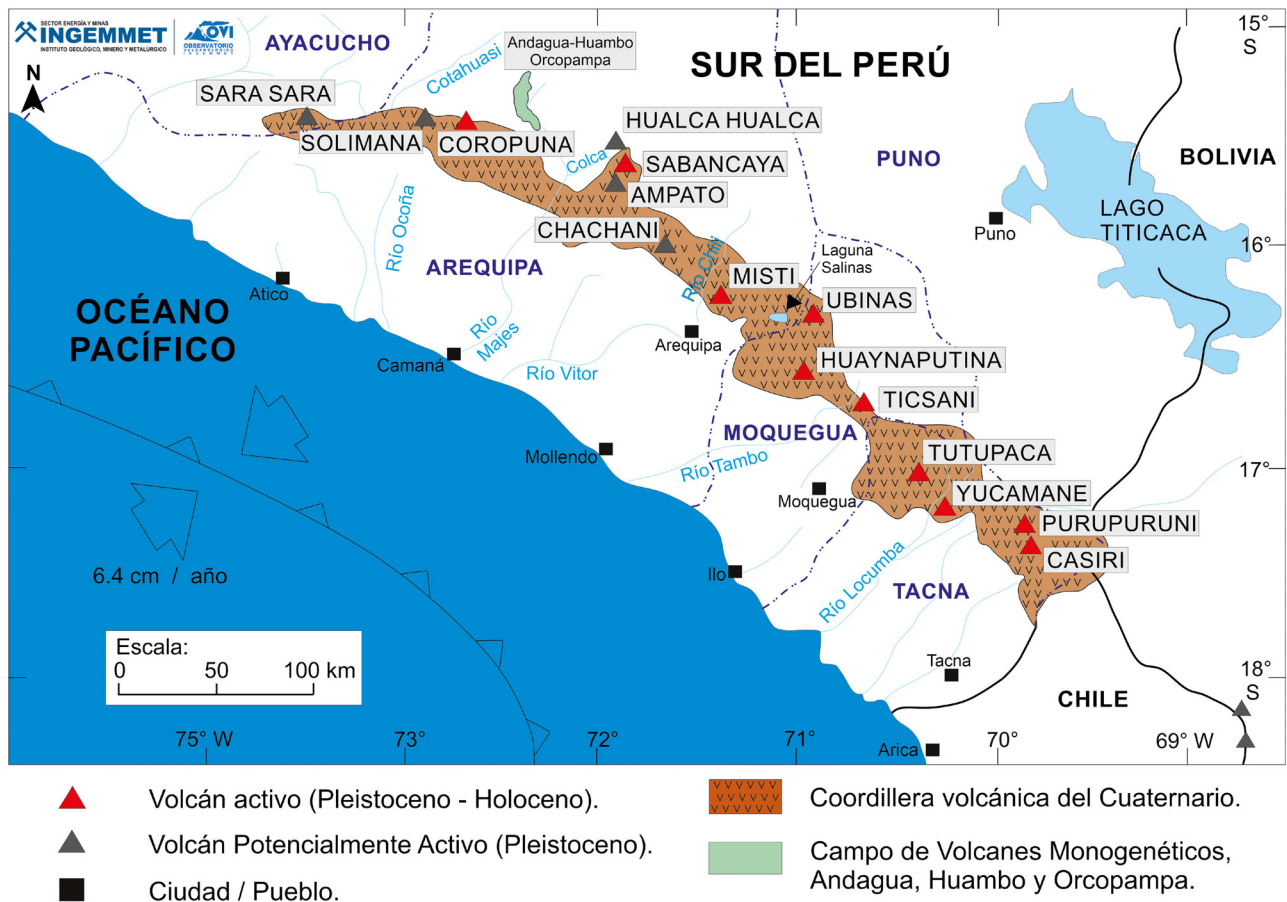 SECTOR ENERGÍA Y MINAS
INGEMMET
INSTITUTO GEOLÓGICO, MINERO Y METALÚRGICO
OVI
OBSERVATORIO
VULCANOLÓGICO
INGEMMET
N
AYACUCHO
Cotahuasi
Andagua-Huambo
Orcopampa
SUR DEL PERÚ
15°
S
SARA SARA
SOLIMANA
COROPUNA
HUALCA HUALCA
Colca
SABANCAYA
AMPATO
PUNO
BOLIVIA
Río Ocoña
CHACHANI
Puno
LAGO
TITICACA
16°
AREQUIPA
Río Chili
MISTI
Laguna
Salinas
UBINAS
Atico
OCÉANO
PACÍFICO
Río
Majes
Arequipa
Camaná
Río Vitor
HUAYNAPUTINA
TICSANI
MOQUEGUA
Mollendo
Río Tambo
TUTUPACA
17°
Moquegua
YUCAMANE
PURUPURUNI
CASIRI
6.4 cm / año
Ilo
Río Locumba
TACNA
Escala:
0 50 100 km
Tacna
18°
S
CHILE
75° W
73°
72°
71°
70°
69° W
Arica
Volcán activo (Pleistoceno - Holoceno).
Volcán Potencialmente Activo (Pleistoceno).
Ciudad / Pueblo.
Coordillera volcánica del Cuaternario.
Campo de Volcanes Monogenéticos,
Andagua, Huambo y Orcopampa.